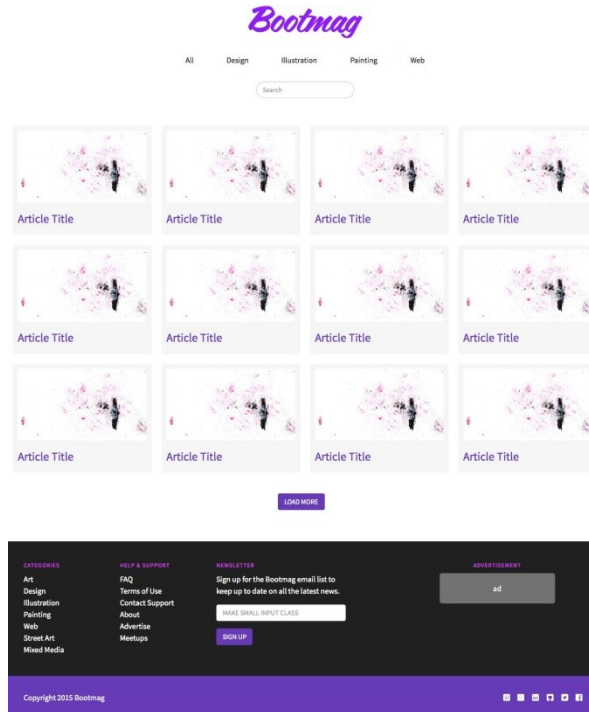 Bootmag
All Design Illustration Painting Web
Search
Article Title Article Title Article Title Article Title
Article Title Article Title Article Title Article Title
Article Title Article Title Article Title Article Title
LOAD MORE
CATEGORIES
Art
Design
Illustration
Painting
Web
Street Art
Mixed Media
HELP & SUPPORT
FAQ
Terms of Use
Contact Support
About
Advertise
Meetups
NEWSLETTER
Sign up for the Bootmag email list to
keep up to date on all the latest news.
MAKE SMALL INPUT CLASS
SIGN UP
ADVERTISEMENT
ad
Copyright 2015 Bootmag